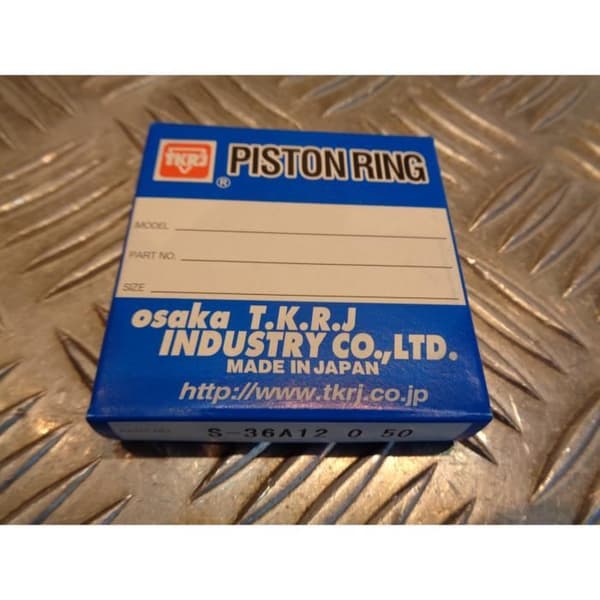 TKRJ
® PISTON RING
MODEL
PART NO.
SIZE
osaka T.K.R.J
INDUSTRY CO.,LTD.
MADE IN JAPAN
http://www.tkrj.co.jp
S-36A12 0 50